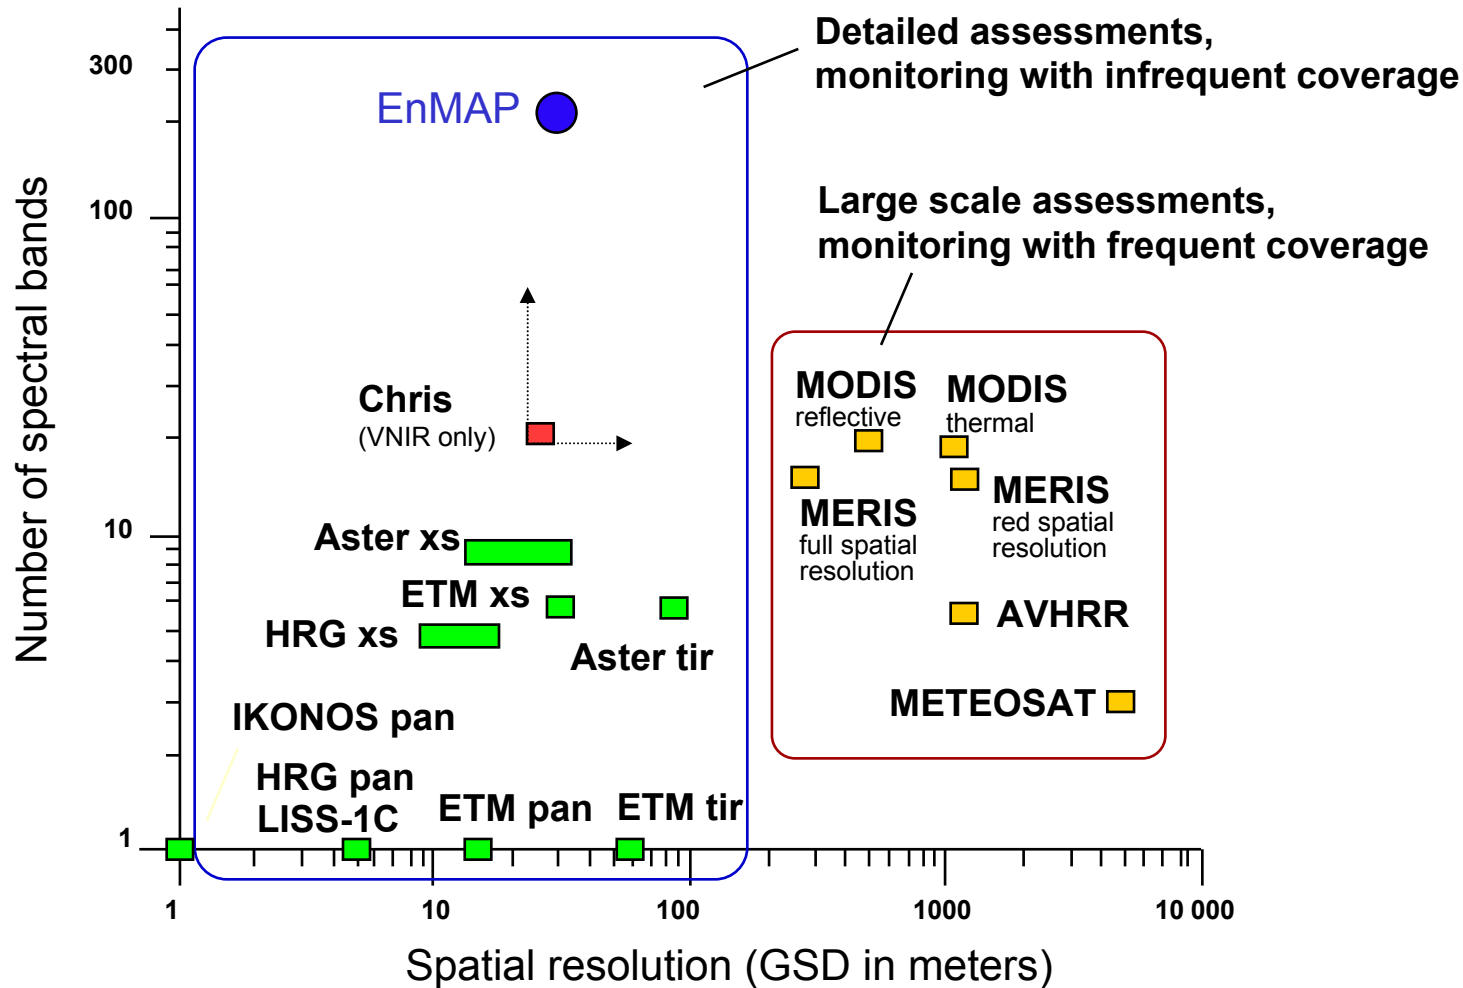 Detailed assessments,
monitoring with infrequent coverage
300
EnMAP
Large scale assessments,
monitoring with frequent coverage
100
Number of spectral bands
Chris
(VNIR only)
MODIS
reflective
MODIS
thermal
MERIS
full spatial
resolution
MERIS
red spatial
resolution
10
Aster xs
ETM xs
HRG xs
Aster tir
AVHRR
METEOSAT
IKONOS pan
HRG pan
LISS-1C
ETM pan
ETM tir
1
1
10
100
1000
10 000
Spatial resolution (GSD in meters)